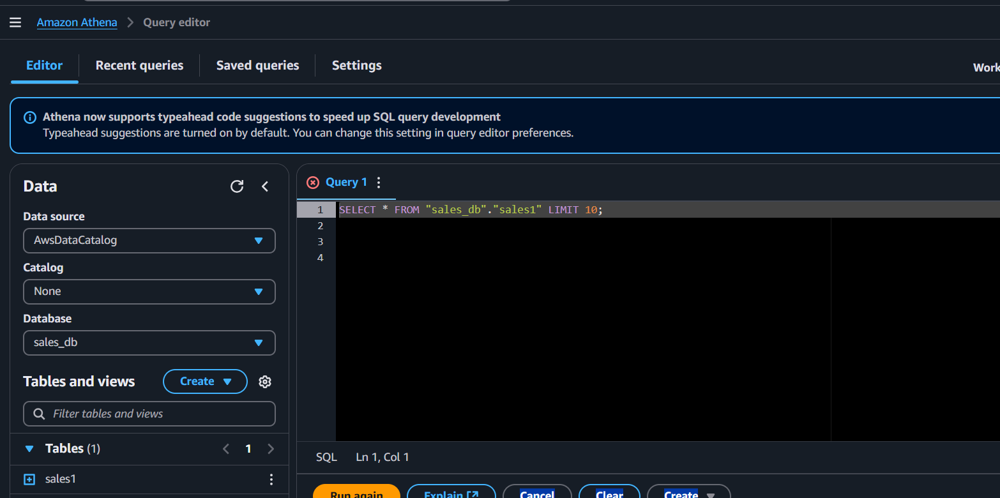 Amazon Athena > Query editor
Editor Recent queries Saved queries Settings
Work
Athena now supports typeahead code suggestions to speed up SQL query development
Typeahead suggestions are turned on by default. You can change this setting in query editor preferences.
Data
Data source
AwsDataCatalog
Catalog
None
Database
sales_db
Tables and views Create
Filter tables and views
Tables (1) 1
sales1
Query 1
1 SELECT * FROM "sales_db"."sales1" LIMIT 10;
2
3
4
SQL Ln 1, Col 1
Run again Explain Cancel Clear Create